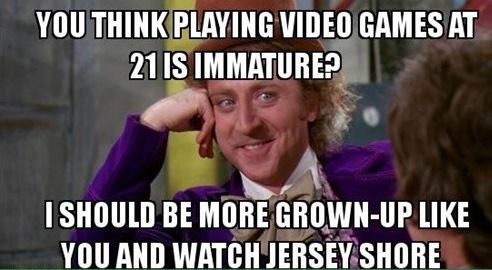 YOU THINK PLAYING VIDEO GAMES AT
21 IS IMMATURE?
I SHOULD BE MORE GROWN-UP LIKE
YOU AND WATCH JERSEY SHORE